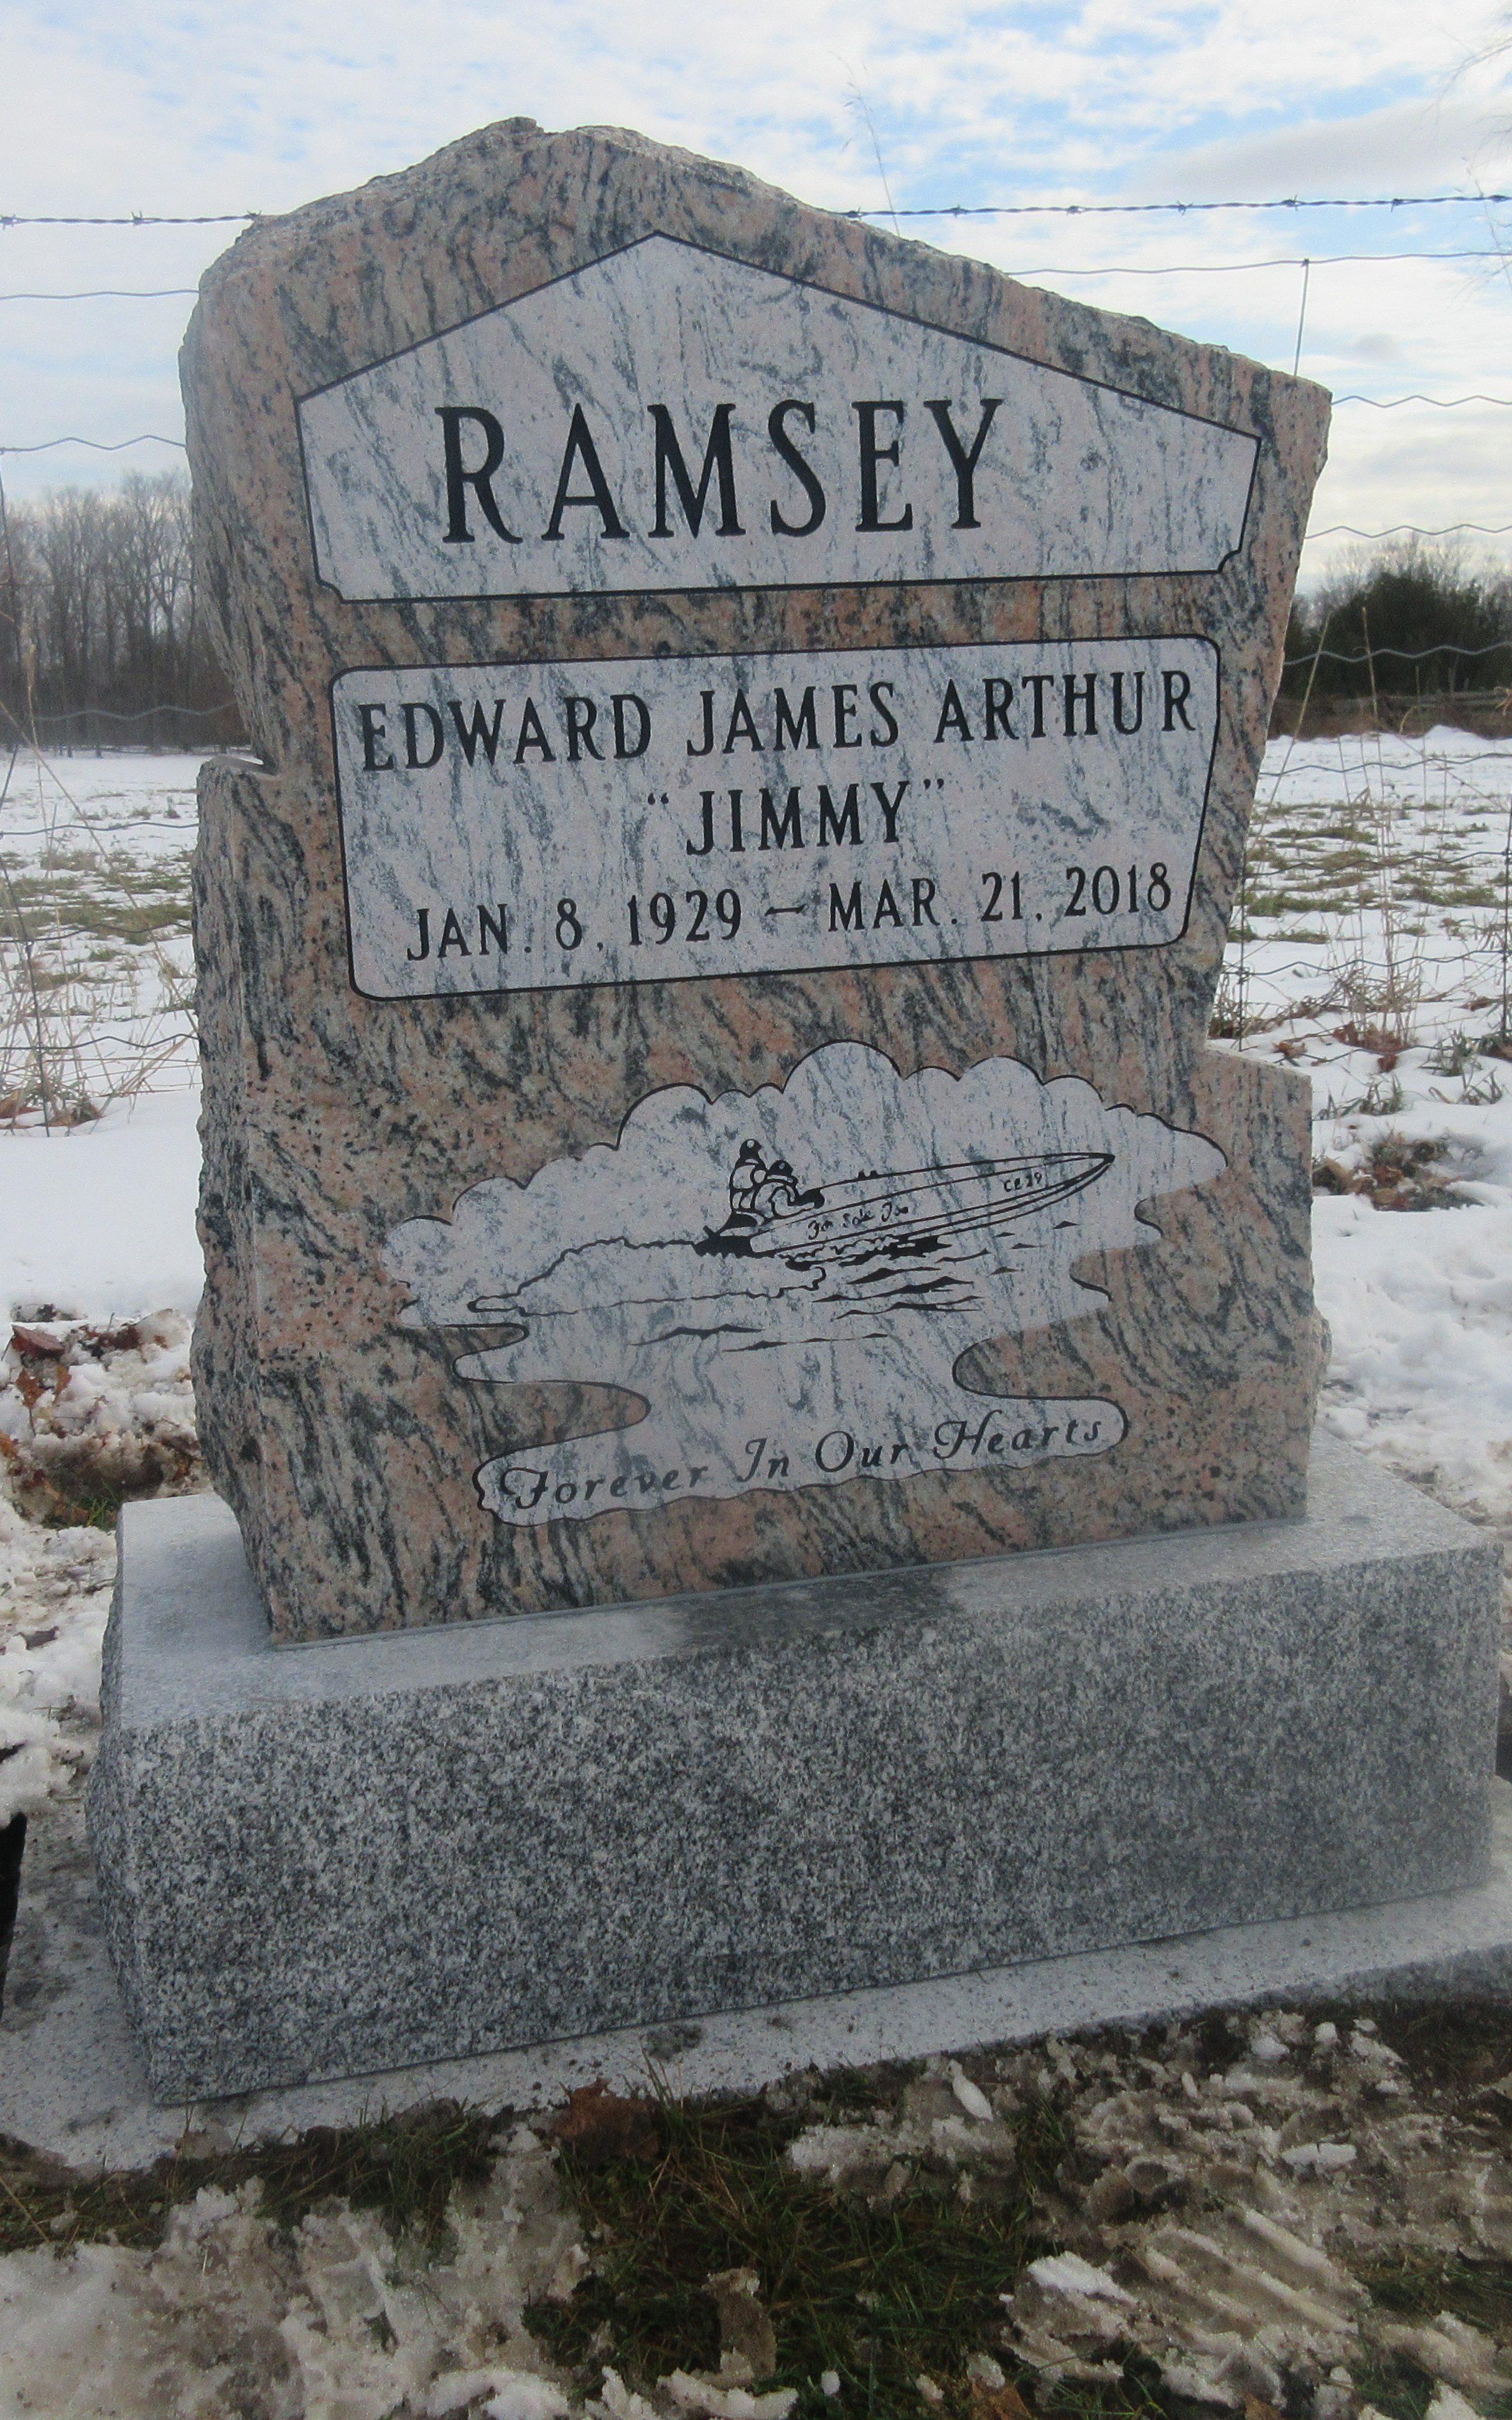 RAMSEY
EDWARD JAMES ARTHUR
“JIMMY”
JAN. 8, 1929 – MAR. 21, 2018
Forever In Our Hearts